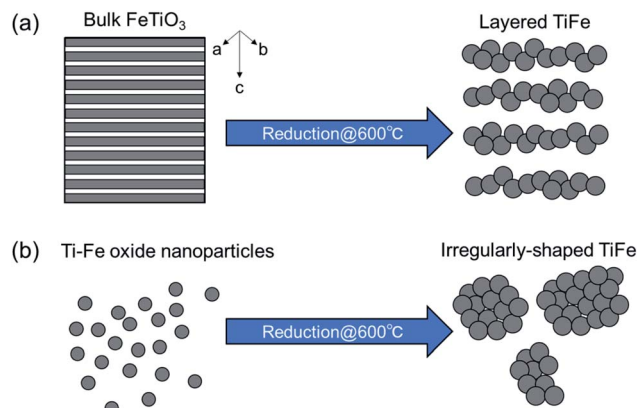 (a)
Bulk FeTiO₃
Layered TiFe
a
b
c
Reduction@600℃
(b)
Ti-Fe oxide nanoparticles
Irregularly-shaped TiFe
Reduction@600℃